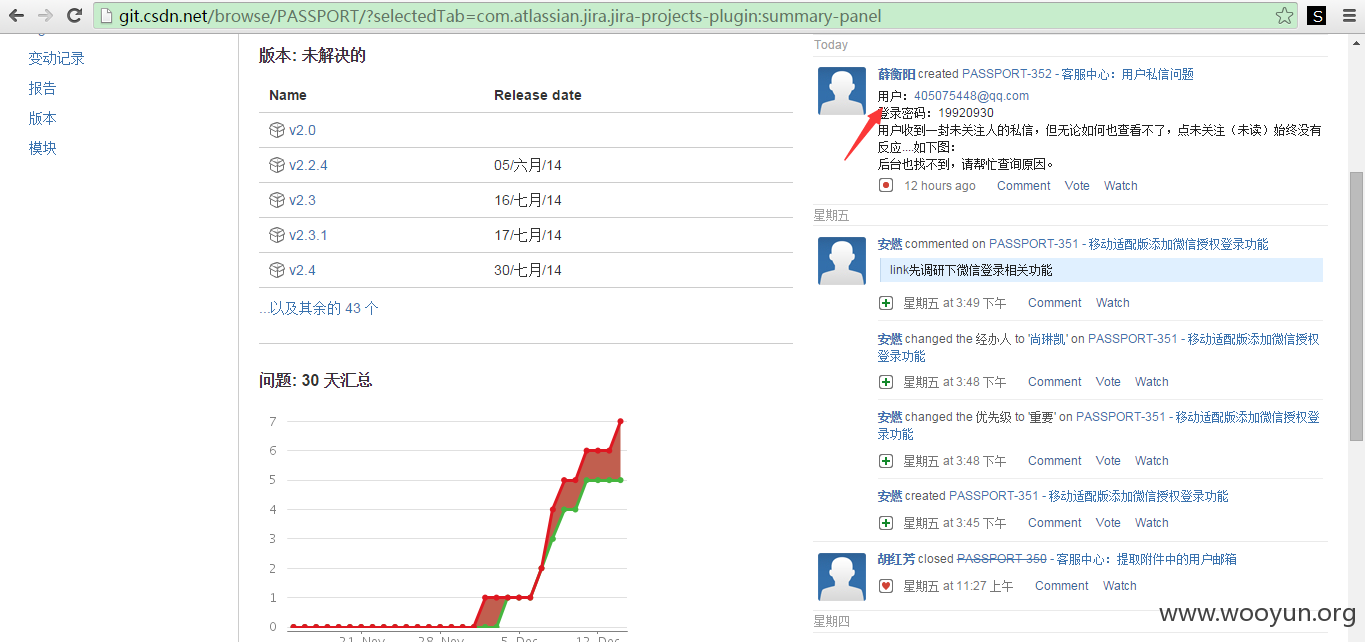 git.csdn.net/browse/PASSPORT/?selectedTab=com.atlassian.jira.jira-projects-plugin:summary-panel
S
变动记录
报告
版本
模块
版本: 未解决的
Name Release date
v2.0
v2.2.4 05/六月/14
v2.3 16/七月/14
v2.3.1 17/七月/14
v2.4 30/七月/14
...以及其余的 43 个
问题: 30 天汇总
7
6
5
4
3
2
1
0
21. Nov 28. Nov 5. Dec 12. Dec
Today
薛衡阳 created PASSPORT-352 - 客服中心：用户私信问题
用户：405075448@qq.com
登录密码：19920930
用户收到一封未关注人的私信，但无论如何也查看不了，点未关注（未读）始终没有
反应....如下图：
后台也找不到，请帮忙查询原因。
12 hours ago Comment Vote Watch
星期五
安燃 commented on PASSPORT-351 - 移动适配版添加微信授权登录功能
link先调研下微信登录相关功能
星期五 at 3:49 下午 Comment Watch
安燃 changed the 经办人 to '尚琳凯' on PASSPORT-351 - 移动适配版添加微信授权
登录功能
星期五 at 3:48 下午 Comment Vote Watch
安燃 changed the 优先级 to '重要' on PASSPORT-351 - 移动适配版添加微信授权登
录功能
星期五 at 3:48 下午 Comment Vote Watch
安燃 created PASSPORT-351 - 移动适配版添加微信授权登录功能
星期五 at 3:45 下午 Comment Vote Watch
胡红芳 closed PASSPORT-350 - 客服中心：提取附件中的用户邮箱
星期五 at 11:27 上午 Comment Watch
星期四
www.wooyun.org